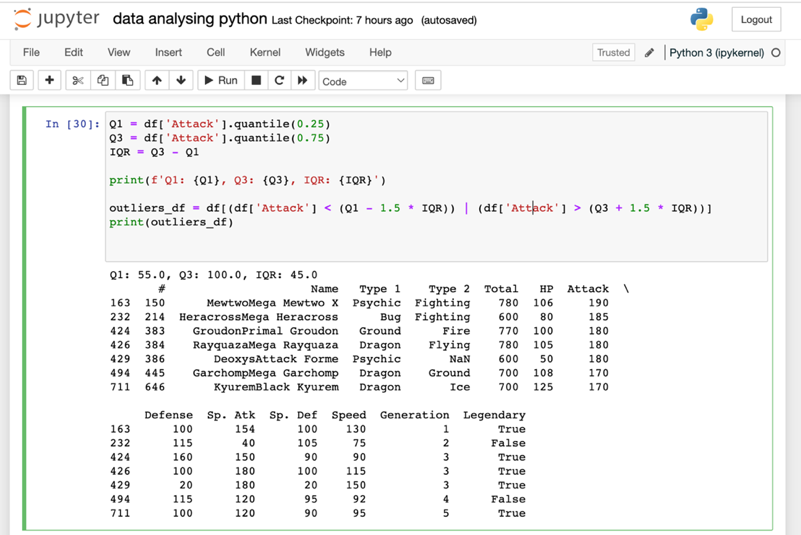 jupyter data analysing python Last Checkpoint: 7 hours ago (autosaved) Logout
File Edit View Insert Cell Kernel Widgets Help Trusted Python 3 (ipykernel)
Run Code
In [30]: Q1 = df['Attack'].quantile(0.25)
Q3 = df['Attack'].quantile(0.75)
IQR = Q3 - Q1
print(f'Q1: {Q1}, Q3: {Q3}, IQR: {IQR}')
outliers_df = df[(df['Attack'] < (Q1 - 1.5 * IQR)) | (df['Attack'] > (Q3 + 1.5 * IQR))]
print(outliers_df)
Q1: 55.0, Q3: 100.0, IQR: 45.0
# Name Type 1 Type 2 Total HP Attack \
163 150 MewtwoMega Mewtwo X Psychic Fighting 780 106 190
232 214 HeracrossMega Heracross Bug Fighting 600 80 185
424 383 GroudonPrimal Groudon Ground Fire 770 100 180
426 384 RayquazaMega Rayquaza Dragon Flying 780 105 180
429 386 DeoxysAttack Forme Psychic NaN 600 50 180
494 445 GarchompMega Garchomp Dragon Ground 700 108 170
711 646 KyuremBlack Kyurem Dragon Ice 700 125 170
Defense Sp. Atk Sp. Def Speed Generation Legendary
163 100 154 100 130 1 True
232 115 40 105 75 2 False
424 160 150 90 90 3 True
426 100 180 100 115 3 True
429 20 180 20 150 3 True
494 115 120 95 92 4 False
711 100 120 90 95 5 True